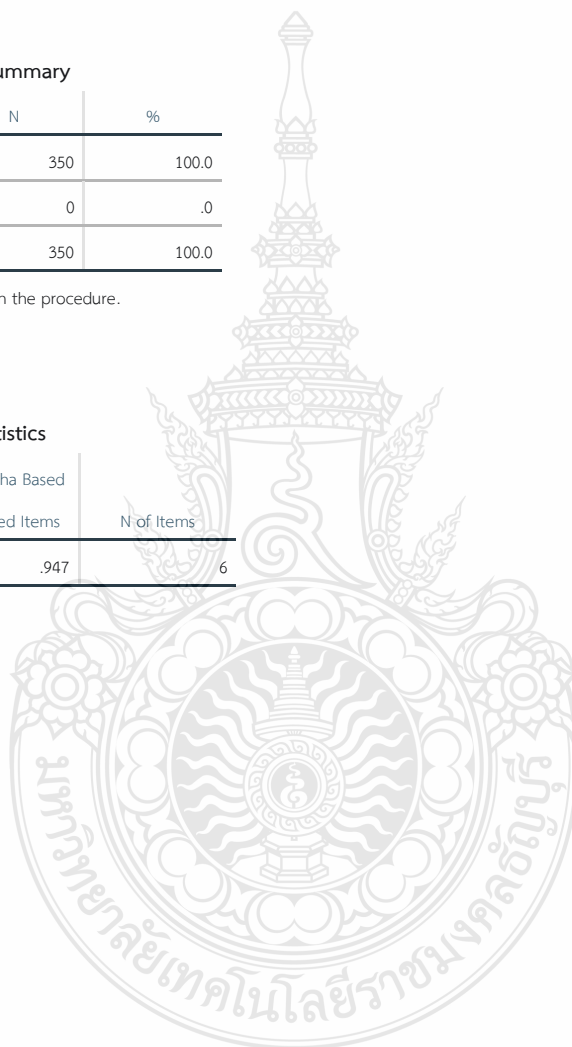 ummary
N %
350 100.0
0 .0
350 100.0
n the procedure.
tistics
ha Based
ed Items N of Items
.947 6
มหาวิทยาลัยเทคโนโลยีราชมงคลธัญบุรี